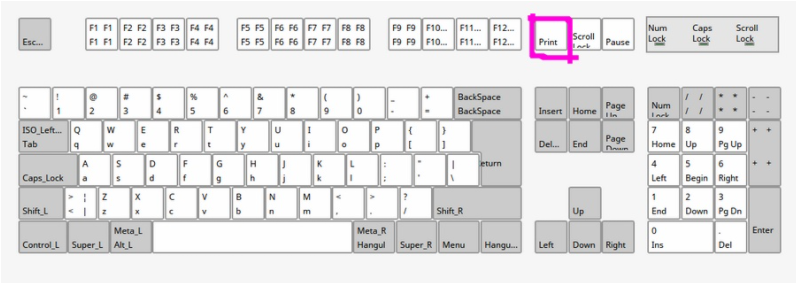 Esc... F1 F1 F2 F2 F3 F3 F4 F4 F5 F5 F6 F6 F7 F7 F8 F8 F9 F9 F10... F11... F12... Print Scroll Lock Pause Num Lock Caps Lock Scroll Lock
F1 F1 F2 F2 F3 F3 F4 F4 F5 F5 F6 F6 F7 F7 F8 F8 F9 F9 F10... F11... F12...
~ ! @ # $ % ^ & * ( ) _ + BackSpace
` 1 2 3 4 5 6 7 8 9 0 - = BackSpace
Insert Home Page Up Num Lock / / * * - -
/ / * * - -
ISO_Left... Q W E R T Y U I O P { }
Tab q w e r t y u i o p [ ]
Del... End Page Down 7 8 9 + +
Home Up Pg Up
A S D F G H J K L : " | eturn
Caps_Lock a s d f g h j k l ; ' \
4 5 6 + +
Left Begin Right
> ¦ Z X C V B N M < > ?
Shift_L < | z x c v b n m , . / Shift_R
Up 1 2 3
End Down Pg Dn
Meta_L Meta_R
Control_L Super_L Alt_L Hangul Super_R Menu Hangu...
Left Down Right 0 . Enter
Ins Del